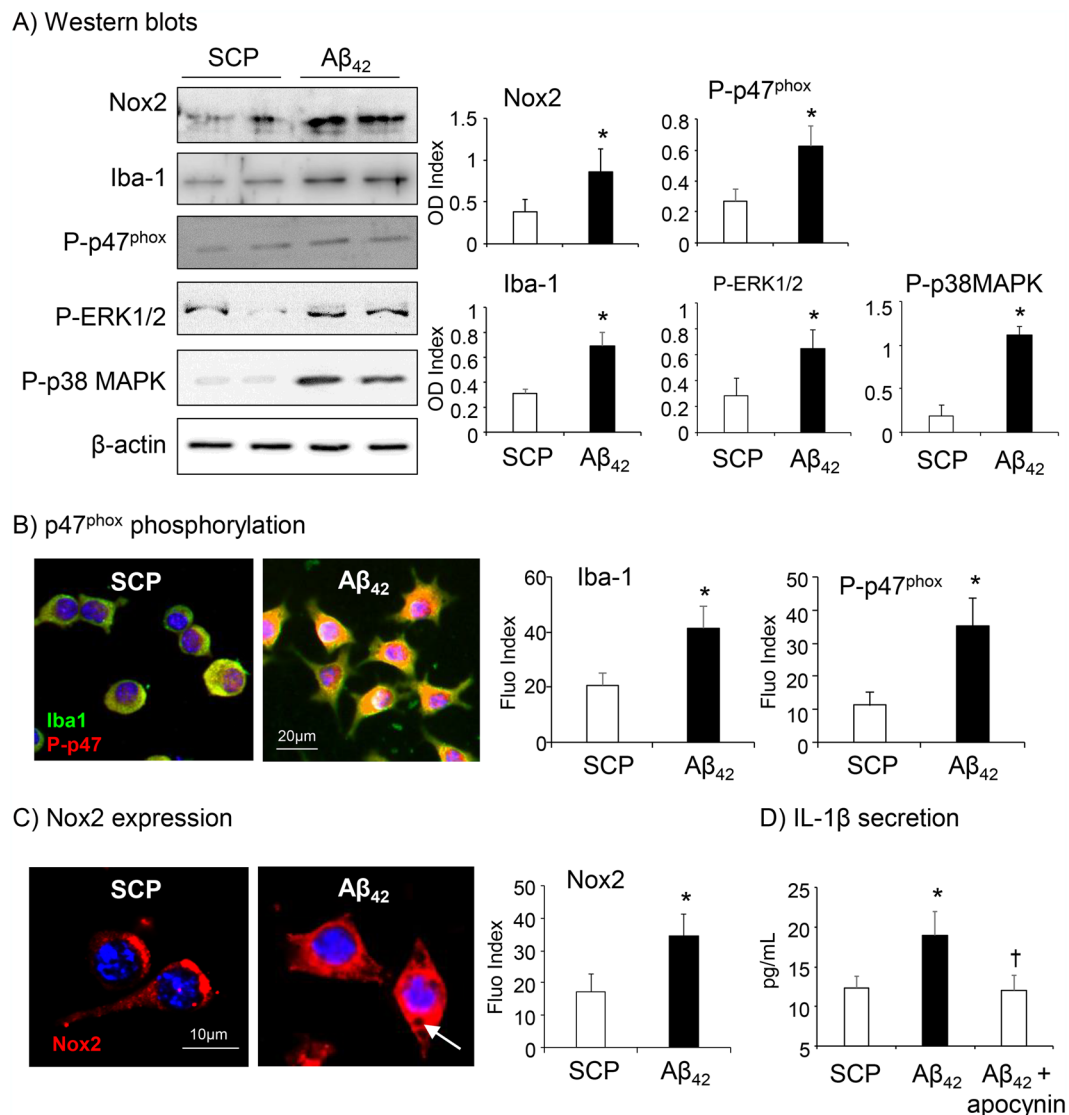 A) Western blots
SCP Aβ42
Nox2
Iba-1
P-p47phox
P-ERK1/2
P-p38 MAPK
β-actin
Nox2
OD Index
1.5
1
0.5
0
*
P-p47phox
0.8
0.6
0.4
0.2
0
*
Iba-1
OD Index
1
0.8
0.6
0.4
0.2
0
*
SCP Aβ42
P-ERK1/2
1
0.8
0.6
0.4
0.2
0
*
SCP Aβ42
P-p38MAPK
1.5
1
0.5
0
*
SCP Aβ42
B) p47phox phosphorylation
SCP
Iba1
P-p47
Aβ42
20µm
Iba-1
Fluo Index
60
40
20
0
*
SCP Aβ42
P-p47phox
Fluo Index
50
40
30
20
10
0
*
SCP Aβ42
C) Nox2 expression
SCP
Nox2
10µm
Aβ42
Nox2
Fluo Index
50
40
30
20
10
0
*
SCP Aβ42
D) IL-1β secretion
pg/mL
25
20
15
10
5
*
†
SCP Aβ42 Aβ42 +
apocynin